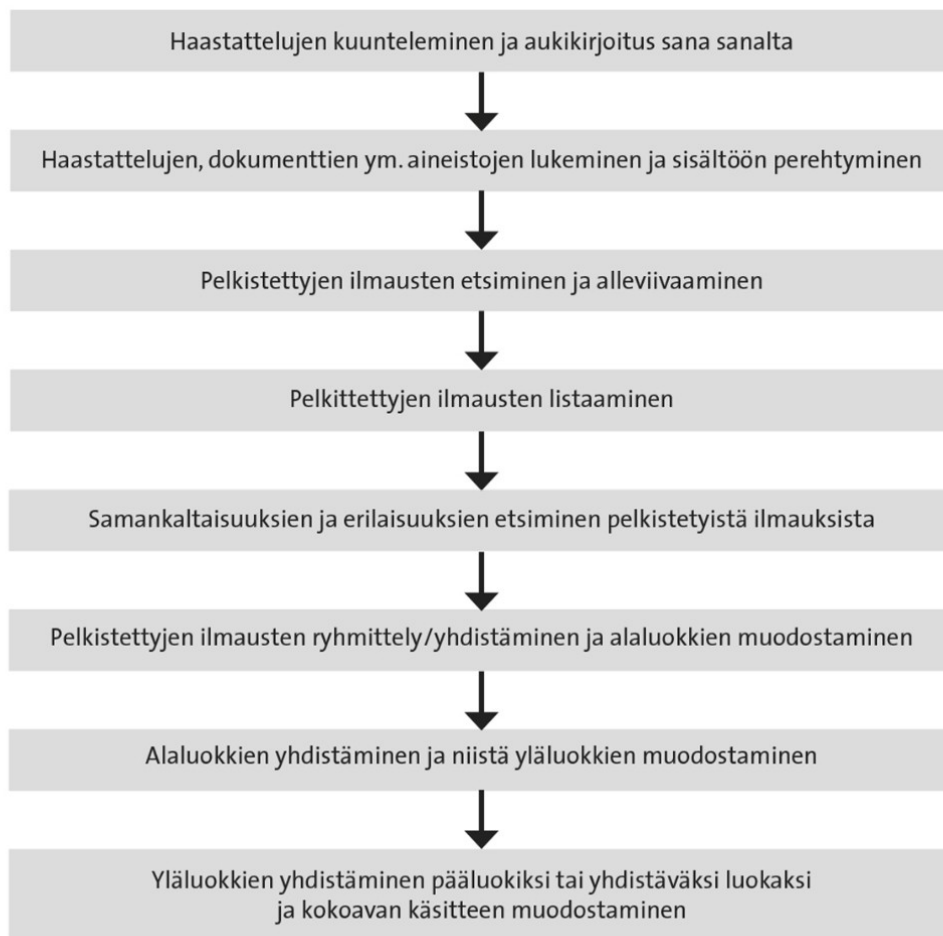 Haastattelujen kuunteleminen ja aukikirjoitus sana sanalta
Haastattelujen, dokumenttien ym. aineistojen lukeminen ja sisältöön perehtyminen
Pelkistettyjen ilmausten etsiminen ja alleviivaaminen
Pelkittettyjen ilmausten listaaminen
Samankaltaisuuksien ja erilaisuuksien etsiminen pelkistetyistä ilmauksista
Pelkistettyjen ilmausten ryhmittely/yhdistäminen ja alaluokkien muodostaminen
Alaluokkien yhdistäminen ja niistä yläluokkien muodostaminen
Yläluokkien yhdistäminen pääluokiksi tai yhdistäväksi luokaksi
ja kokoavan käsitteen muodostaminen